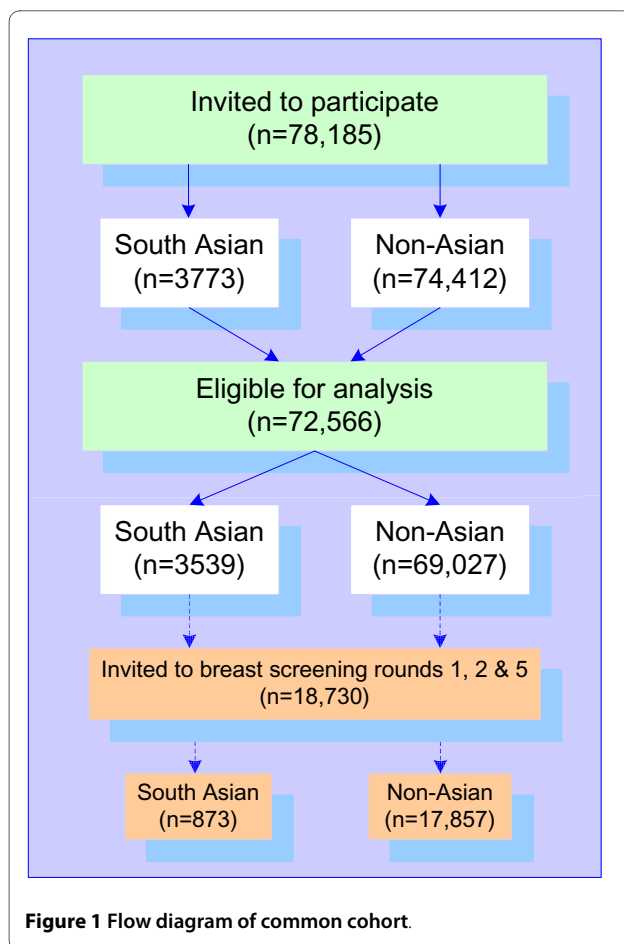 Invited to participate
(n=78,185)
South Asian
(n=3773)
Non-Asian
(n=74,412)
Eligible for analysis
(n=72,566)
South Asian
(n=3539)
Non-Asian
(n=69,027)
Invited to breast screening rounds 1, 2 & 5
(n=18,730)
South Asian
(n=873)
Non-Asian
(n=17,857)
Figure 1 Flow diagram of common cohort.